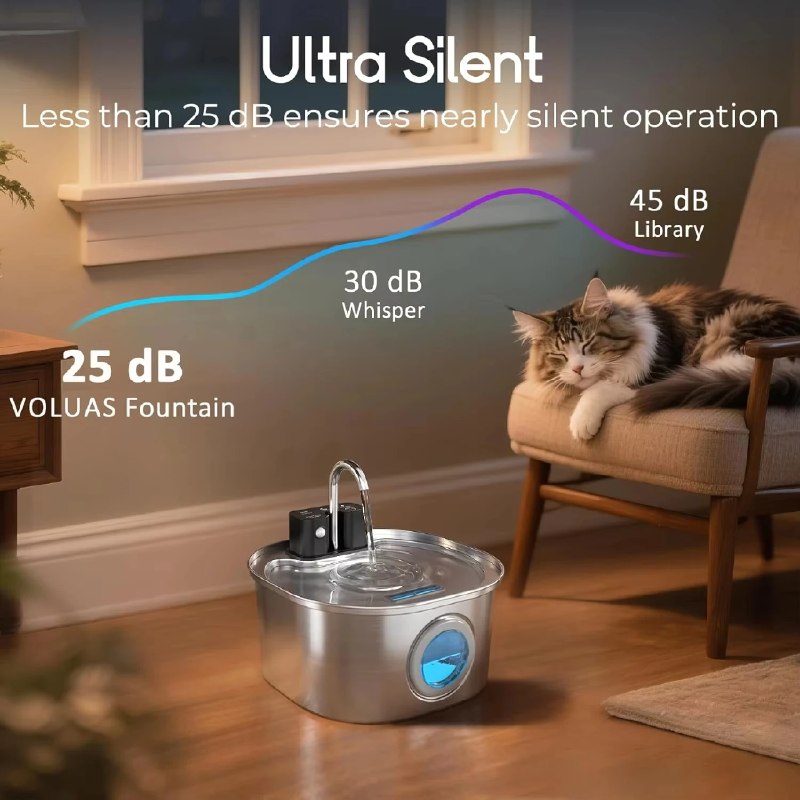 Ultra Silent
Less than 25 dB ensures nearly silent operation
45 dB
Library
30 dB
Whisper
25 dB
VOLUAS Fountain